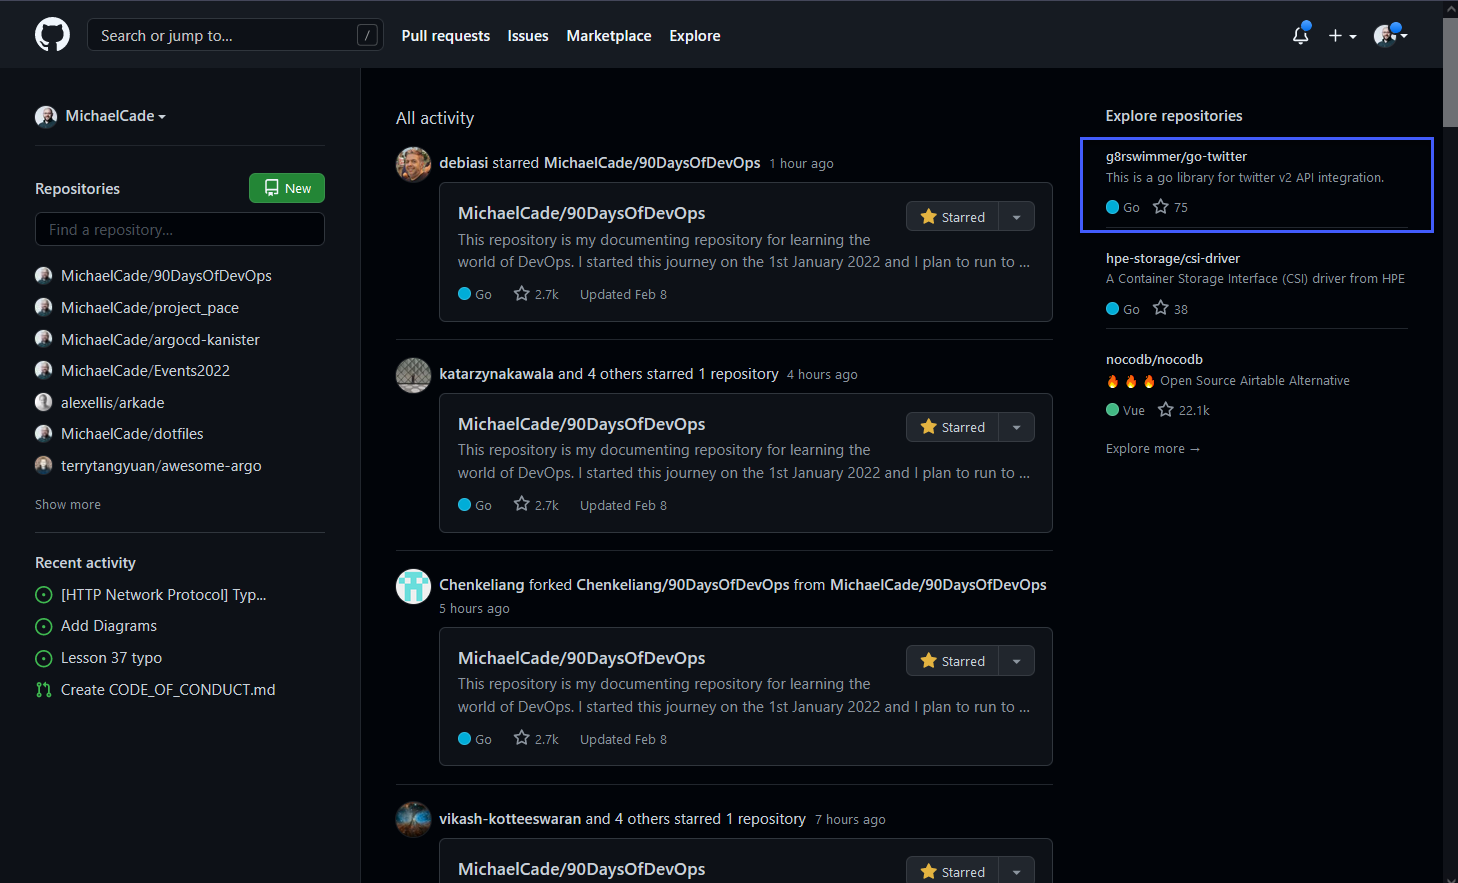 Search or jump to...
/
Pull requests
Issues
Marketplace
Explore
MichaelCade
Repositories
New
Find a repository...
MichaelCade/90DaysOfDevOps
MichaelCade/project_pace
MichaelCade/argocd-kanister
MichaelCade/Events2022
alexellis/arkade
MichaelCade/dotfiles
terrytangyuan/awesome-argo
Show more
Recent activity
[HTTP Network Protocol] Typ...
Add Diagrams
Lesson 37 typo
Create CODE_OF_CONDUCT.md
All activity
debiasi starred MichaelCade/90DaysOfDevOps 1 hour ago
MichaelCade/90DaysOfDevOps
Starred
This repository is my documenting repository for learning the
world of DevOps. I started this journey on the 1st January 2022 and I plan to run to ...
Go 2.7k Updated Feb 8
katarzynakawala and 4 others starred 1 repository 4 hours ago
MichaelCade/90DaysOfDevOps
Starred
This repository is my documenting repository for learning the
world of DevOps. I started this journey on the 1st January 2022 and I plan to run to ...
Go 2.7k Updated Feb 8
Chenkeliang forked Chenkeliang/90DaysOfDevOps from MichaelCade/90DaysOfDevOps
5 hours ago
MichaelCade/90DaysOfDevOps
Starred
This repository is my documenting repository for learning the
world of DevOps. I started this journey on the 1st January 2022 and I plan to run to ...
Go 2.7k Updated Feb 8
vikash-kotteeswaran and 4 others starred 1 repository 7 hours ago
MichaelCade/90DaysOfDevOps
Starred
Explore repositories
g8rswimmer/go-twitter
This is a go library for twitter v2 API integration.
Go 75
hpe-storage/csi-driver
A Container Storage Interface (CSI) driver from HPE
Go 38
nocodb/nocodb
🔥 🔥 🔥 Open Source Airtable Alternative
Vue 22.1k
Explore more →